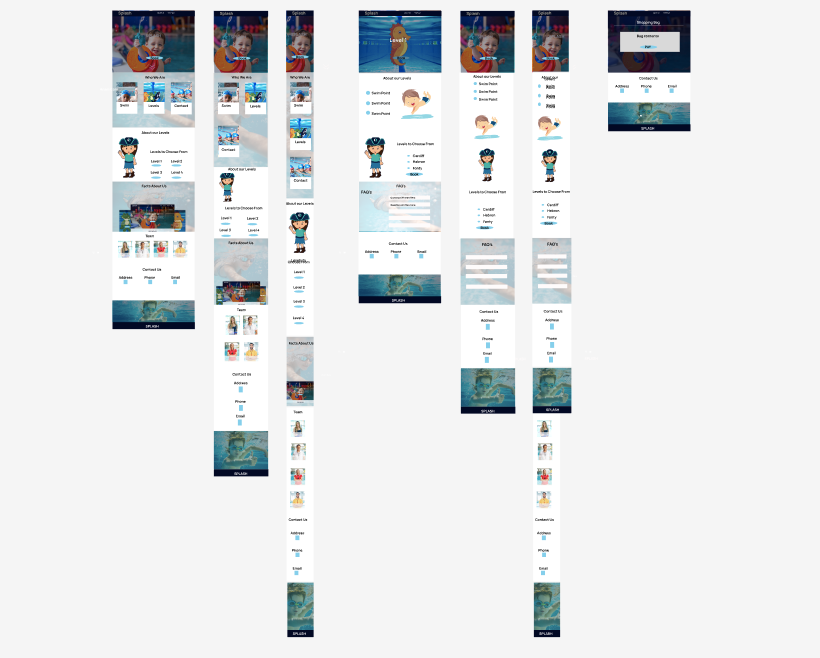 Splash
Book
Who We Are
Swim
Levels
Contact
About our Levels
Levels to Choose From
Level 1
Level 2
Level 3
Level 4
Facts About Us
Team
Contact Us
Address
Phone
Email
SPLASH
Splash
Who We Are
Swim
Levels
Contact
About our Levels
Levels to Choose From
Level 1
Level 2
Level 3
Level 4
Facts About Us
Team
Contact Us
Address
Phone
Email
SPLASH
Splash
Who We Are
Swim
Levels
Contact
About our Levels
Level 1
Level 2
Level 3
Level 4
Facts About Us
Team
Contact Us
Address
Phone
Email
SPLASH
Splash
Level
About our Levels
Swim Point
Swim Point
Swim Point
Levels to Choose From
Cardiff
Hebron
Fonty
Book
FAQ's
FAQ's
Contact Us
Address
Phone
Email
SPLASH
Splash
About our Levels
Swim Point
Swim Point
Swim Point
Levels to Choose From
Cardiff
Hebron
Fonty
Book
FAQ's
Contact Us
Address
Phone
Email
SPLASH
Splash
About our
Levels to Choose From
Cardiff
Hebron
Fonty
Book
FAQ's
Contact Us
Address
Phone
Email
SPLASH
Team
Contact Us
Address
Phone
Email
SPLASH
Splash
Shopping Bag
Bag contents
Contact Us
Address
Phone
Email
SPLASH